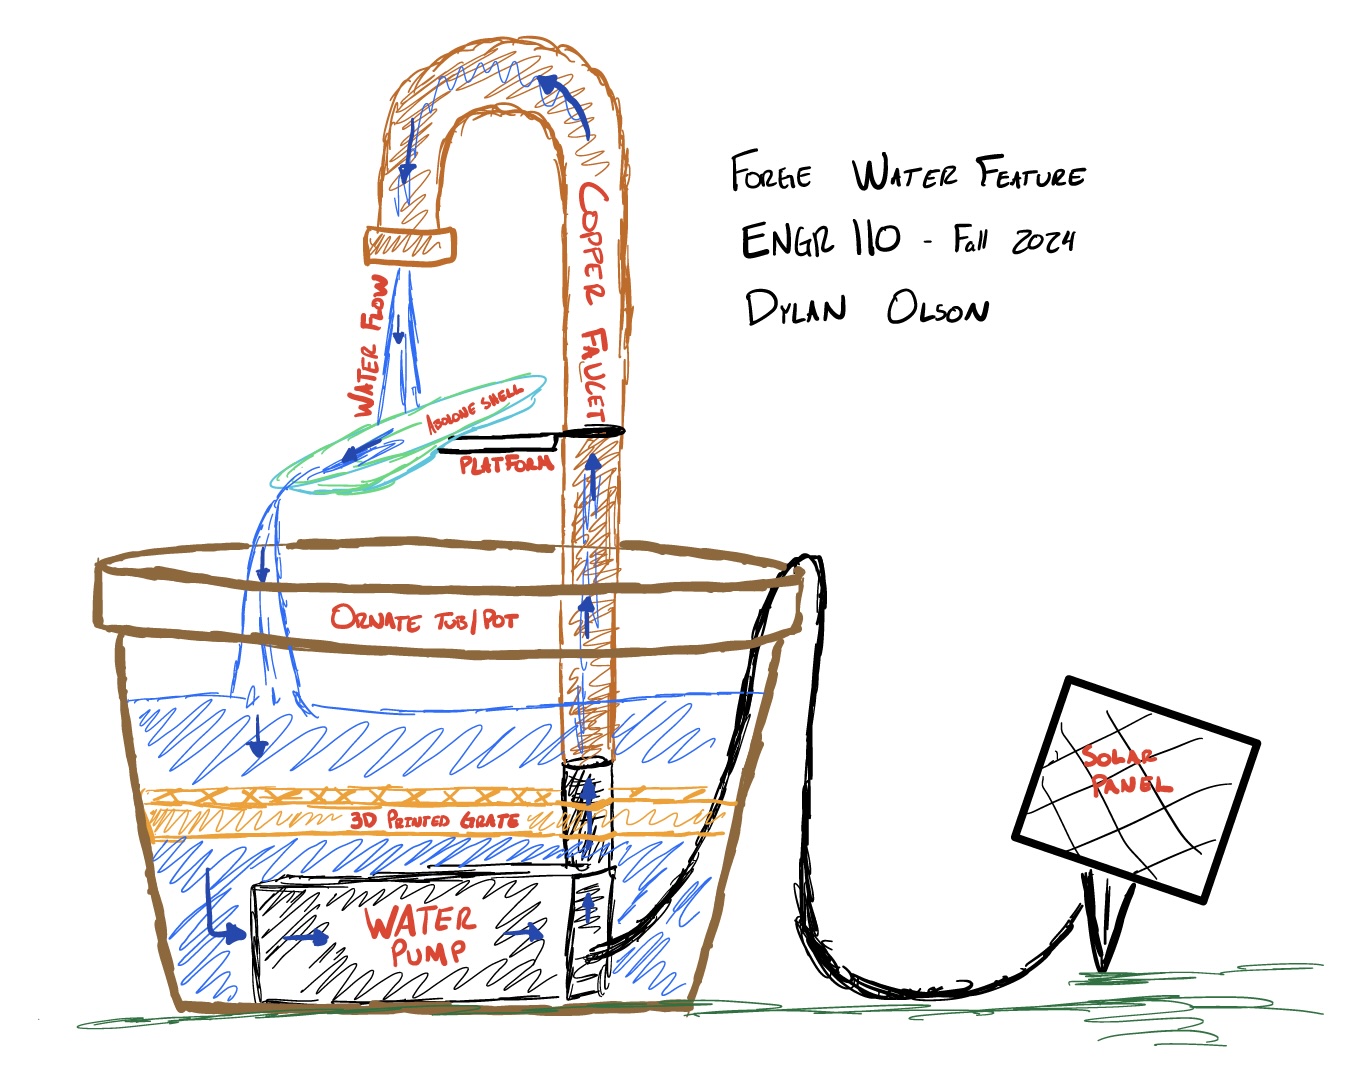 FORGE WATER FEATURE
ENGR 110 - Fall 2024
DYLAN OLSON
COPPER FAUCET
WATER FLOW
ABOLONE SHELL
PLATFORM
ORNATE TUB/POT
SOLAR
PANEL
3D PRINTED GRATE
WATER
PUMP